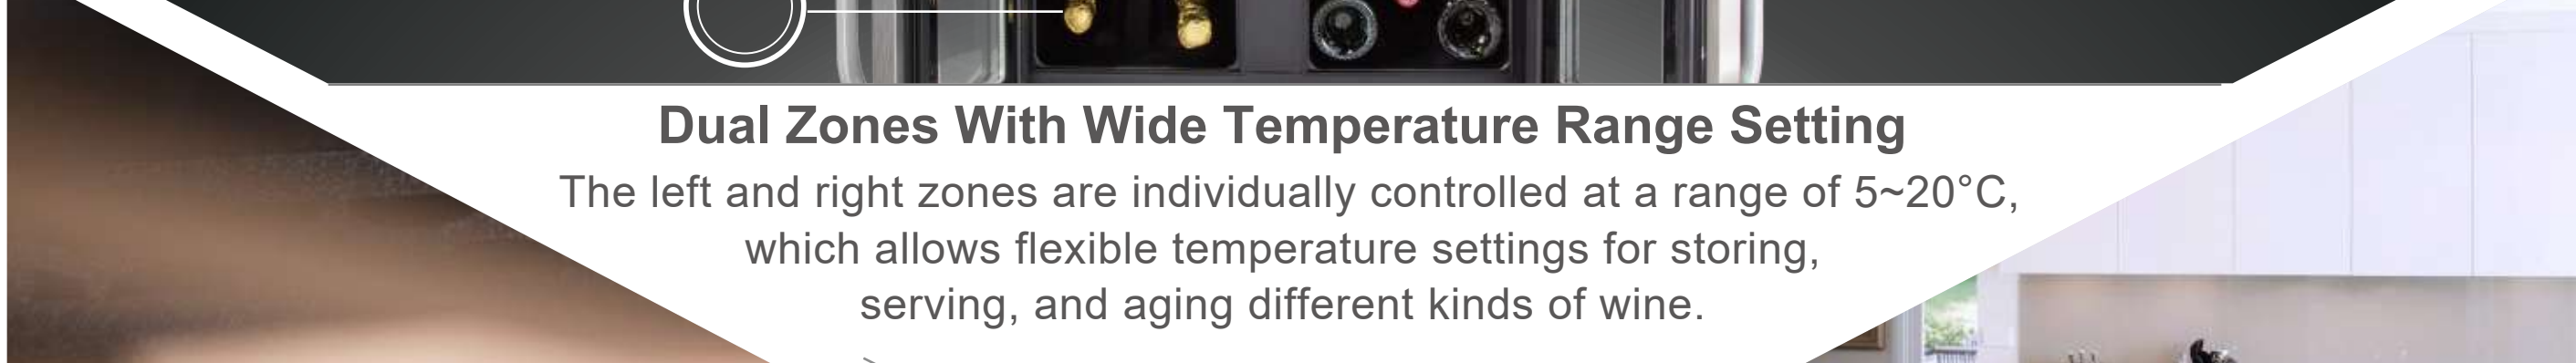 Dual Zones With Wide Temperature Range Setting
The left and right zones are individually controlled at a range of 5~20°C,
which allows flexible temperature settings for storing,
serving, and aging different kinds of wine.